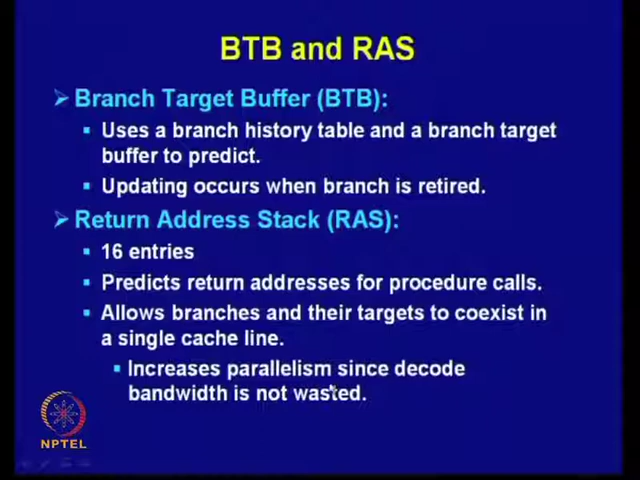 BTB and RAS
➢ Branch Target Buffer (BTB):
▪ Uses a branch history table and a branch target
buffer to predict.
▪ Updating occurs when branch is retired.
➢ Return Address Stack (RAS):
▪ 16 entries
▪ Predicts return addresses for procedure calls.
▪ Allows branches and their targets to coexist in
a single cache line.
▪ Increases parallelism since decode
bandwidth is not wasted.
NPTEL